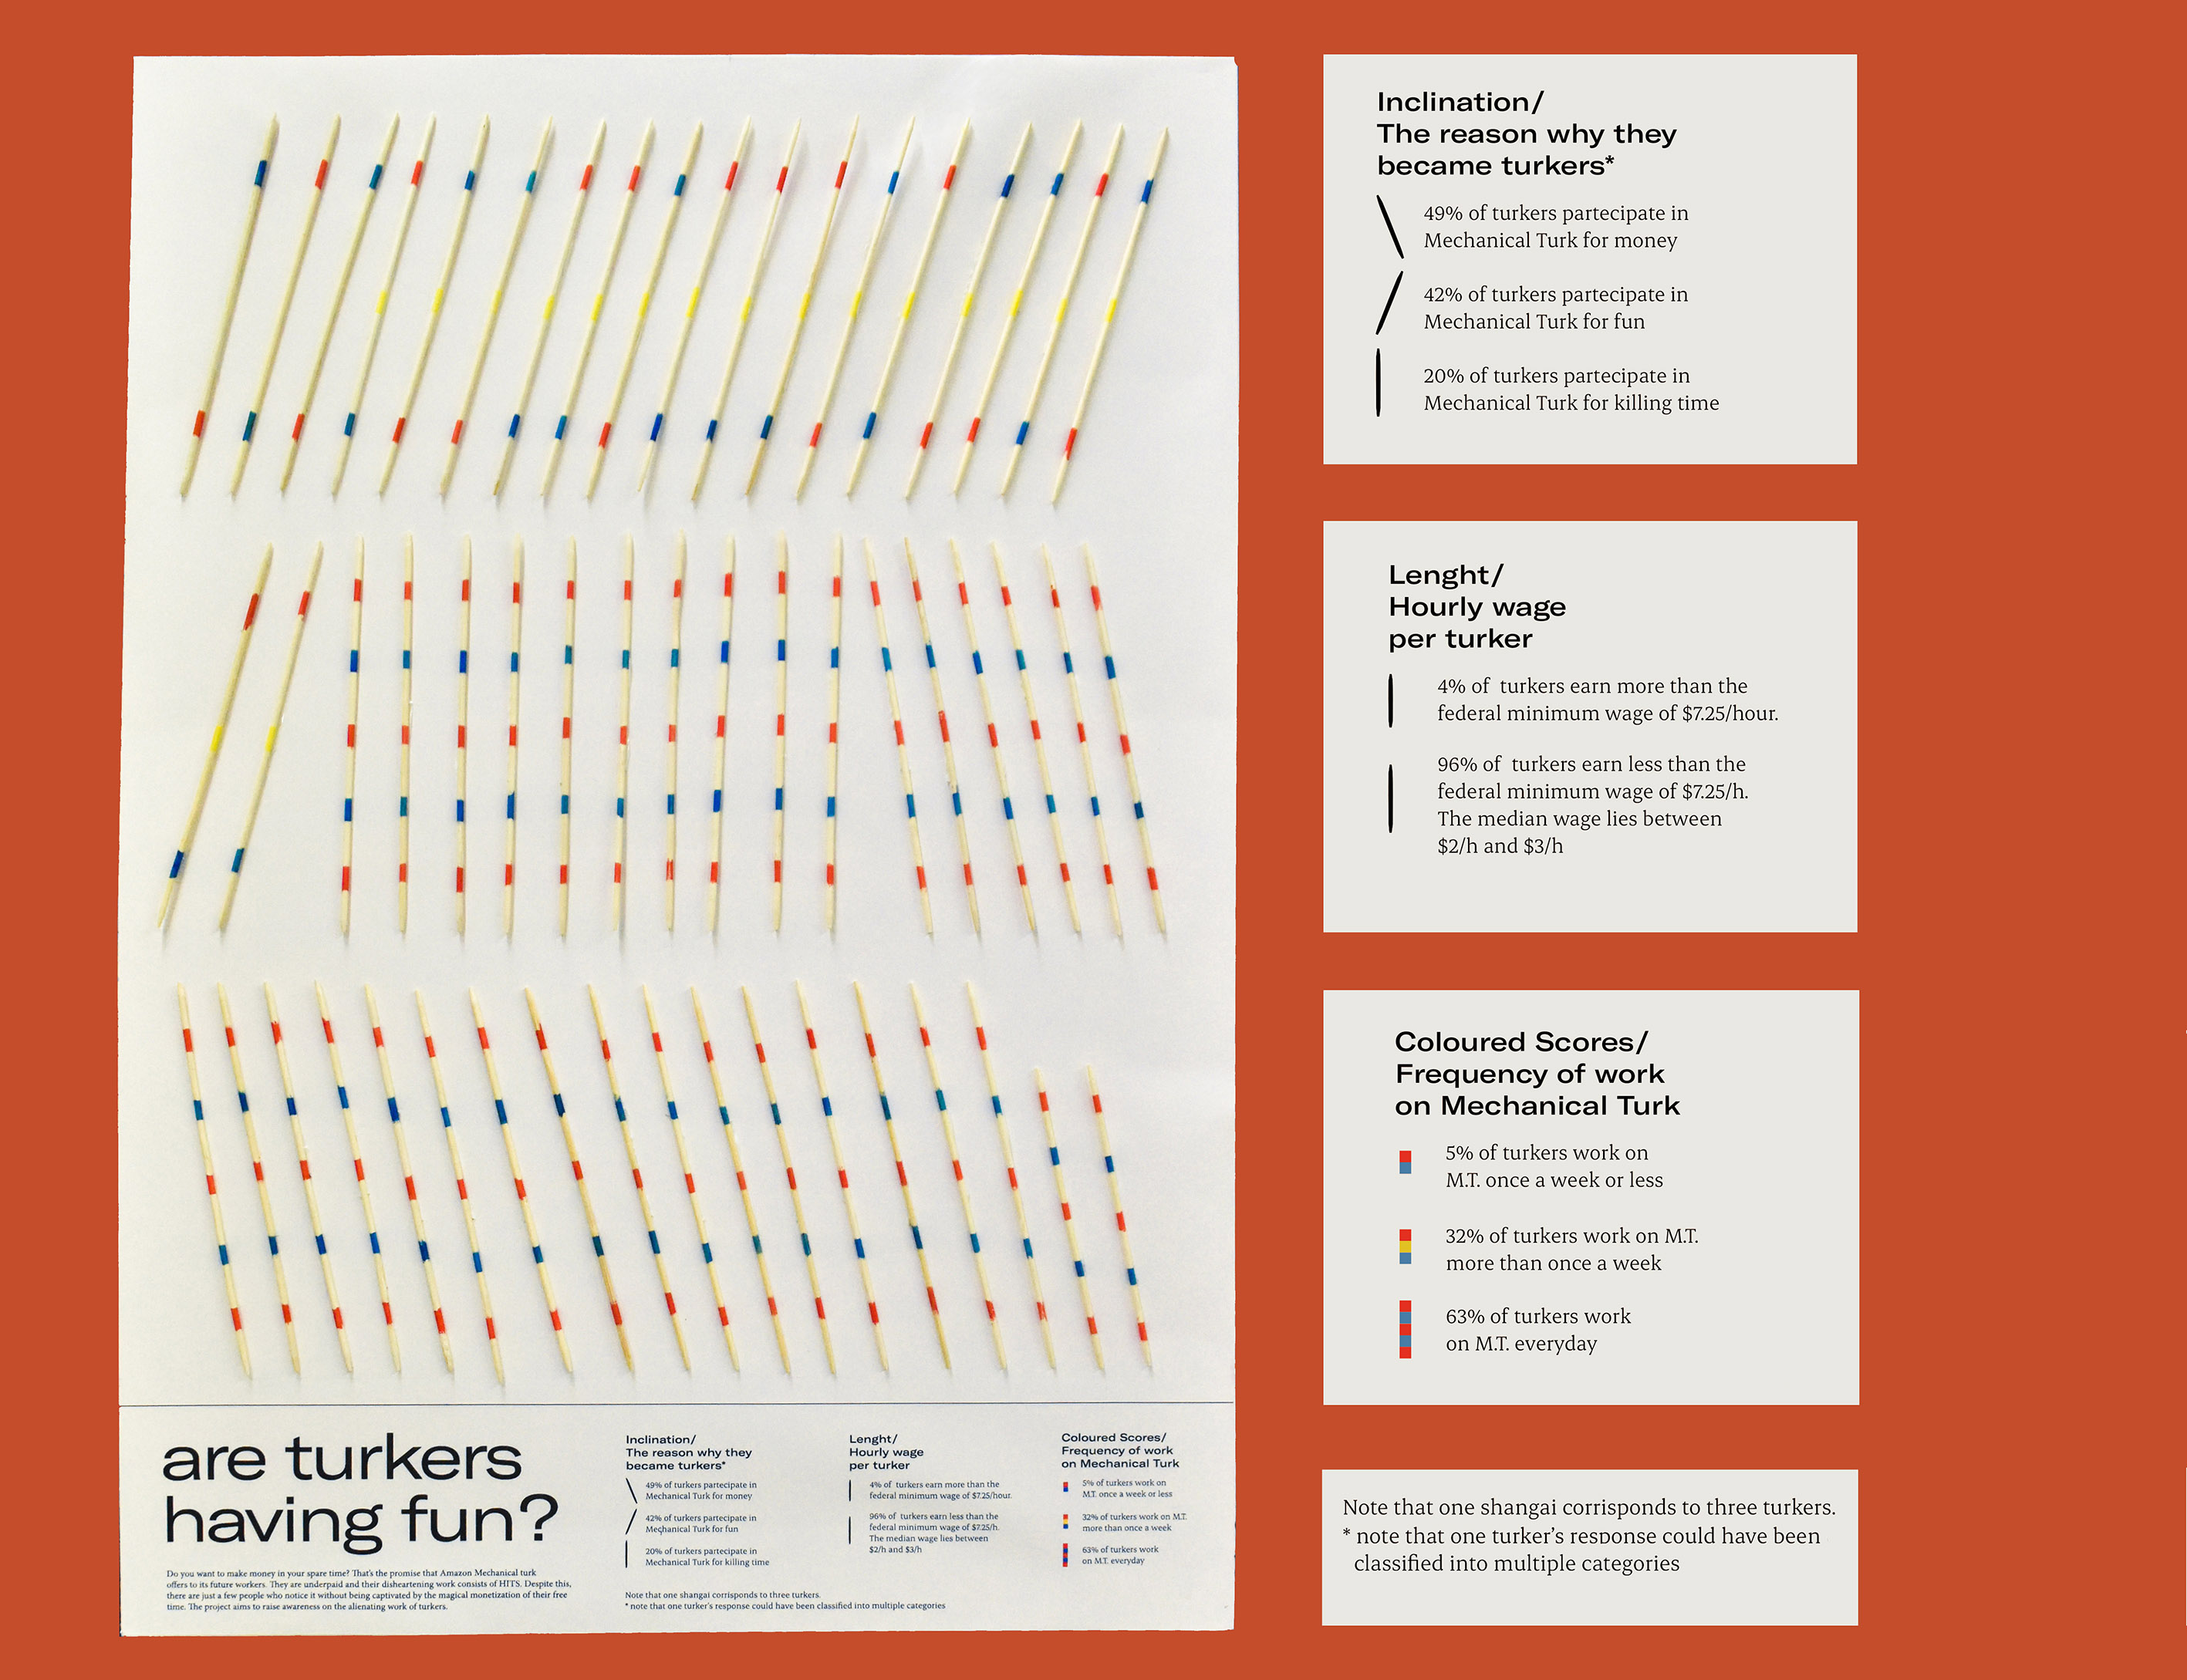 Inclination/
The reason why they
became turkers*
49% of turkers partecipate in
Mechanical Turk for money
42% of turkers partecipate in
Mechanical Turk for fun
20% of turkers partecipate in
Mechanical Turk for killing time
Lenght/
Hourly wage
per turker
4% of  turkers earn more than the
federal minimum wage of $7.25/hour.
96% of  turkers earn less than the
federal minimum wage of $7.25/h.
The median wage lies between
$2/h and $3/h
Coloured Scores/
Frequency of work
on Mechanical Turk
5% of turkers work on
M.T. once a week or less
32% of turkers work on M.T.
more than once a week
63% of turkers work
on M.T. everyday
Note that one shangai corrisponds to three turkers.
* note that one turker's response could have been
classified into multiple categories
are turkers
having fun?
Do you want to make money in your spare time? That's the promise that Amazon Mechanical turk
offers to its future workers. They are underpaid and their disheartening work consists of HITS. Despite this,
there are just a few people who notice it without being captivated by the magical monetization of their free
time. The project aims to raise awareness on the alienating work of turkers.
Inclination/
The reason why they
became turkers*
49% of turkers partecipate in
Mechanical Turk for money
42% of turkers partecipate in
Mechanical Turk for fun
20% of turkers partecipate in
Mechanical Turk for killing time
Lenght/
Hourly wage
per turker
4% of  turkers earn more than the
federal minimum wage of $7.25/hour.
96% of  turkers earn less than the
federal minimum wage of $7.25/h.
The median wage lies between
$2/h and $3/h
Coloured Scores/
Frequency of work
on Mechanical Turk
5% of turkers work on
M.T. once a week or less
32% of turkers work on M.T.
more than once a week
63% of turkers work
on M.T. everyday
Note that one shangai corrisponds to three turkers.
* note that one turker's response could have been classified into multiple categories